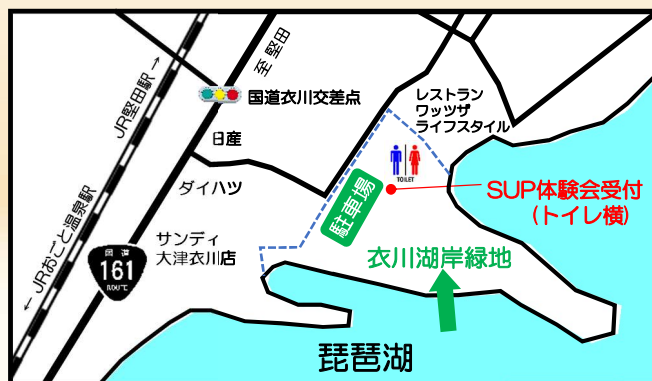 至 堅田
JR堅田駅 →
国道衣川交差点
レストラン
ワッツザ
ライフスタイル
日産
TOILET
ダイハツ
駐車場
SUP体験会受付
(トイレ横)
サンディ
大津衣川店
← JRおごと温泉駅
国道
161
ROUTE
衣川湖岸緑地
琵琶湖